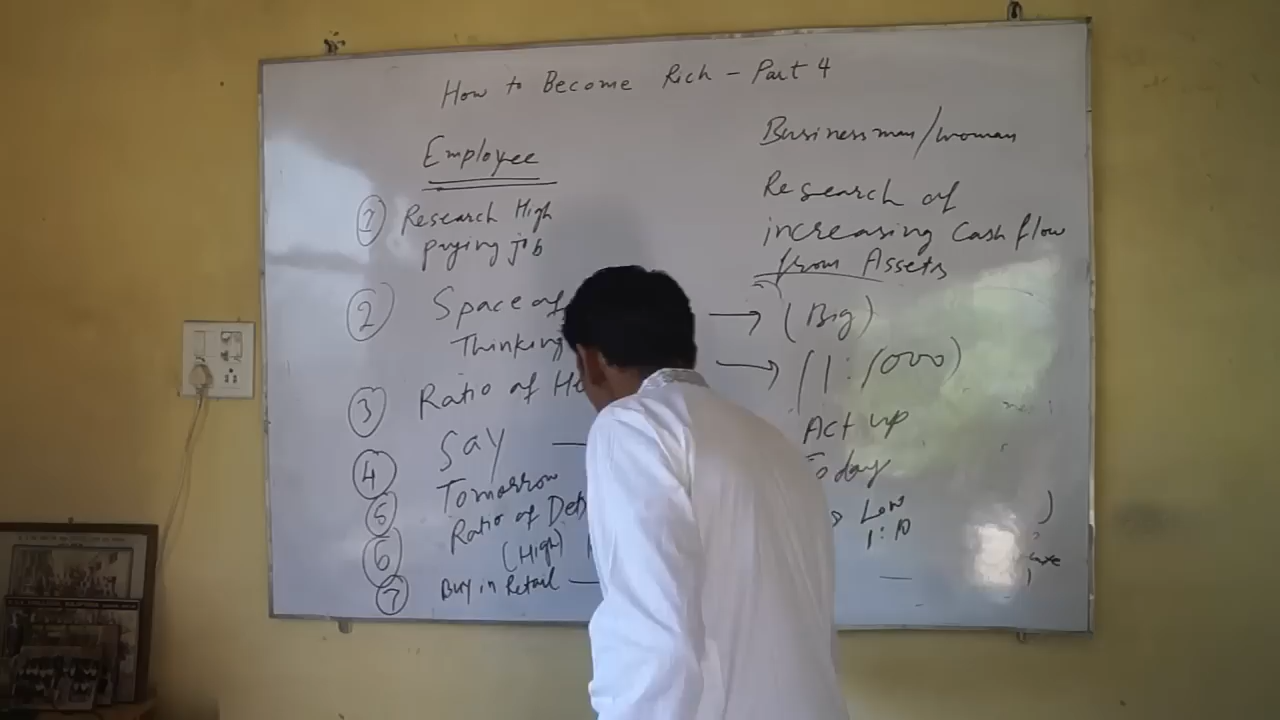 How to Become Rich - Part 4
Employee
Businessman/woman
① Research High
paying job
Research of
increasing Cash flow
from Assets
② Space of
Thinking
→ (Big)
③ Ratio of
→ (1:1000)
④ Say —
Act up
⑤ Tomorrow
Today
⑥ Ratio of
(High)
Low
1:10
⑦ Buy in Retail —